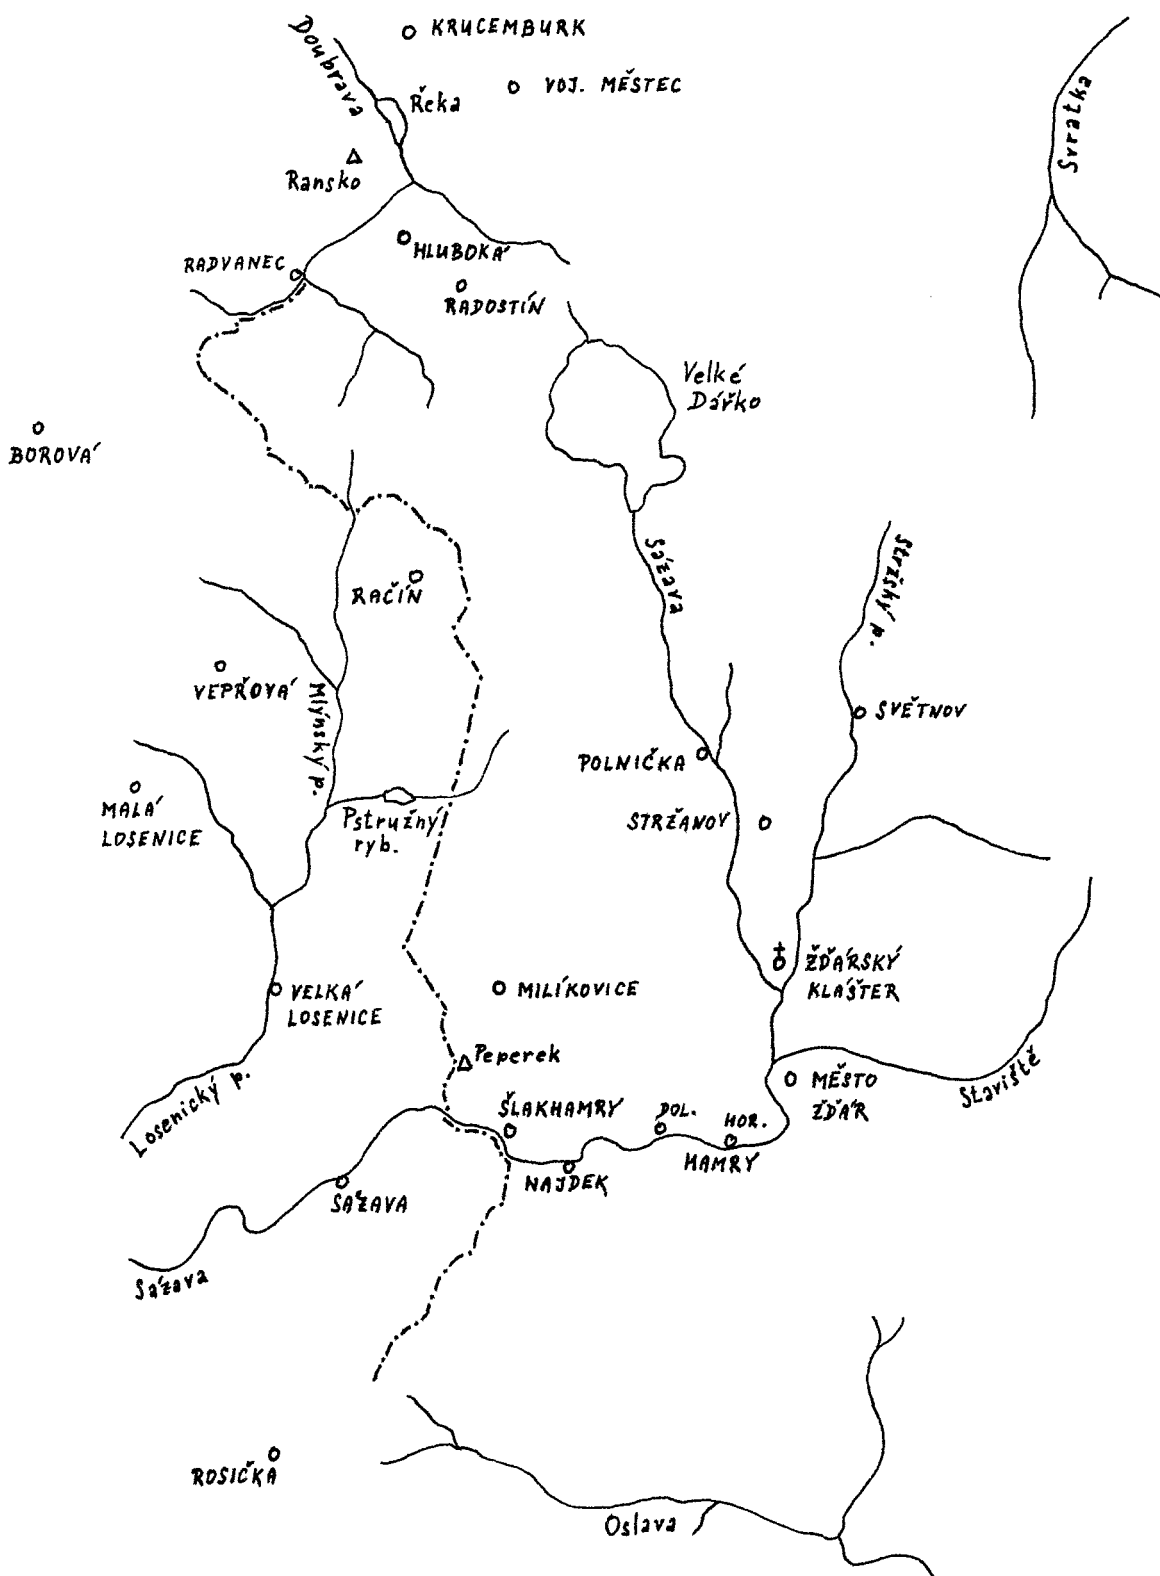 KRUCEMBURK
Doubrava
VOJ. MĚSTEC
Řeka
Svratka
Ransko
HLUBOKÁ
RADVANEC
RADOSTÍN
Velké
Dářko
BOROVÁ
Sázava
Stržský p.
RAČÍN
VEPŘOVÁ
Mlýnský p.
SVĚTNOV
POLNIČKA
MALÁ
LOSENICE
Pstružný
ryb.
STRŽANOV
ŽĎÁRSKÝ
KLÁŠTER
VELKÁ
LOSENICE
MILÍKOVICE
Peperek
Losenický p.
MĚSTO
ŽĎÁR
Staviště
ŠLAKHAMRY
DOL.
HOR.
HAMRY
NAJDEK
SÁZAVA
Sázava
ROSIČKA
Oslava